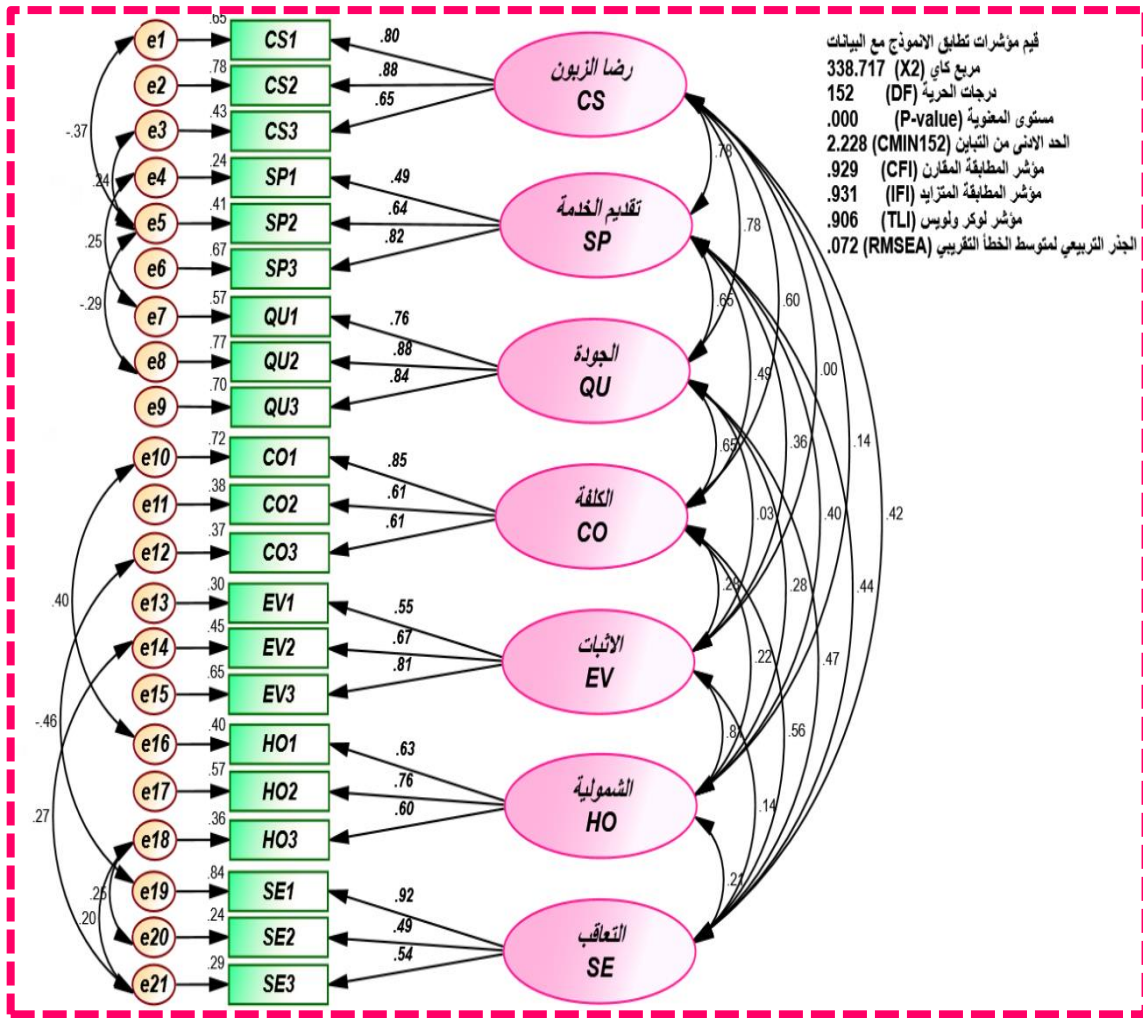 قيم مؤشرات تطابق الانموذج مع البيانات
مربع كاي (X2) 338.717
درجات الحرية (DF) 152
مستوى المعنوية (P-value) .000
الحد الادنى من التباين (CMIN152) 2.228
مؤشر المطابقة المقارن (CFI) .929
مؤشر المطابقة المتزايد (IFI) .931
مؤشر لوكر ولويس (TLI) .906
الجذر التربيعي لمتوسط الخطأ التقريبي (RMSEA) .072
رضا الزبون
CS
تقديم الخدمة
SP
الجودة
QU
الكلفة
CO
الاثبات
EV
الشمولية
HO
التعاقب
SE
e1 .65 CS1 .80
e2 .78 CS2 .88
e3 .43 CS3 .65
e4 .24 SP1 .49
e5 .41 SP2 .64
e6 .67 SP3 .82
e7 .57 QU1 .76
e8 .77 QU2 .88
e9 .70 QU3 .84
e10 .72 CO1 .85
e11 .38 CO2 .61
e12 .37 CO3 .61
e13 .30 EV1 .55
e14 .45 EV2 .67
e15 .65 EV3 .81
e16 .40 HO1 .63
e17 .57 HO2 .76
e18 .36 HO3 .60
e19 .84 SE1 .92
e20 .24 SE2 .49
e21 .29 SE3 .54
-.37
.24
.25
-.29
.40
-.46
.27
.25
.20
.78
.78
.65
.60
.49
.00
.65
.36
.14
.03
.40
.42
.28
.28
.44
.22
.47
.56
.14
.21